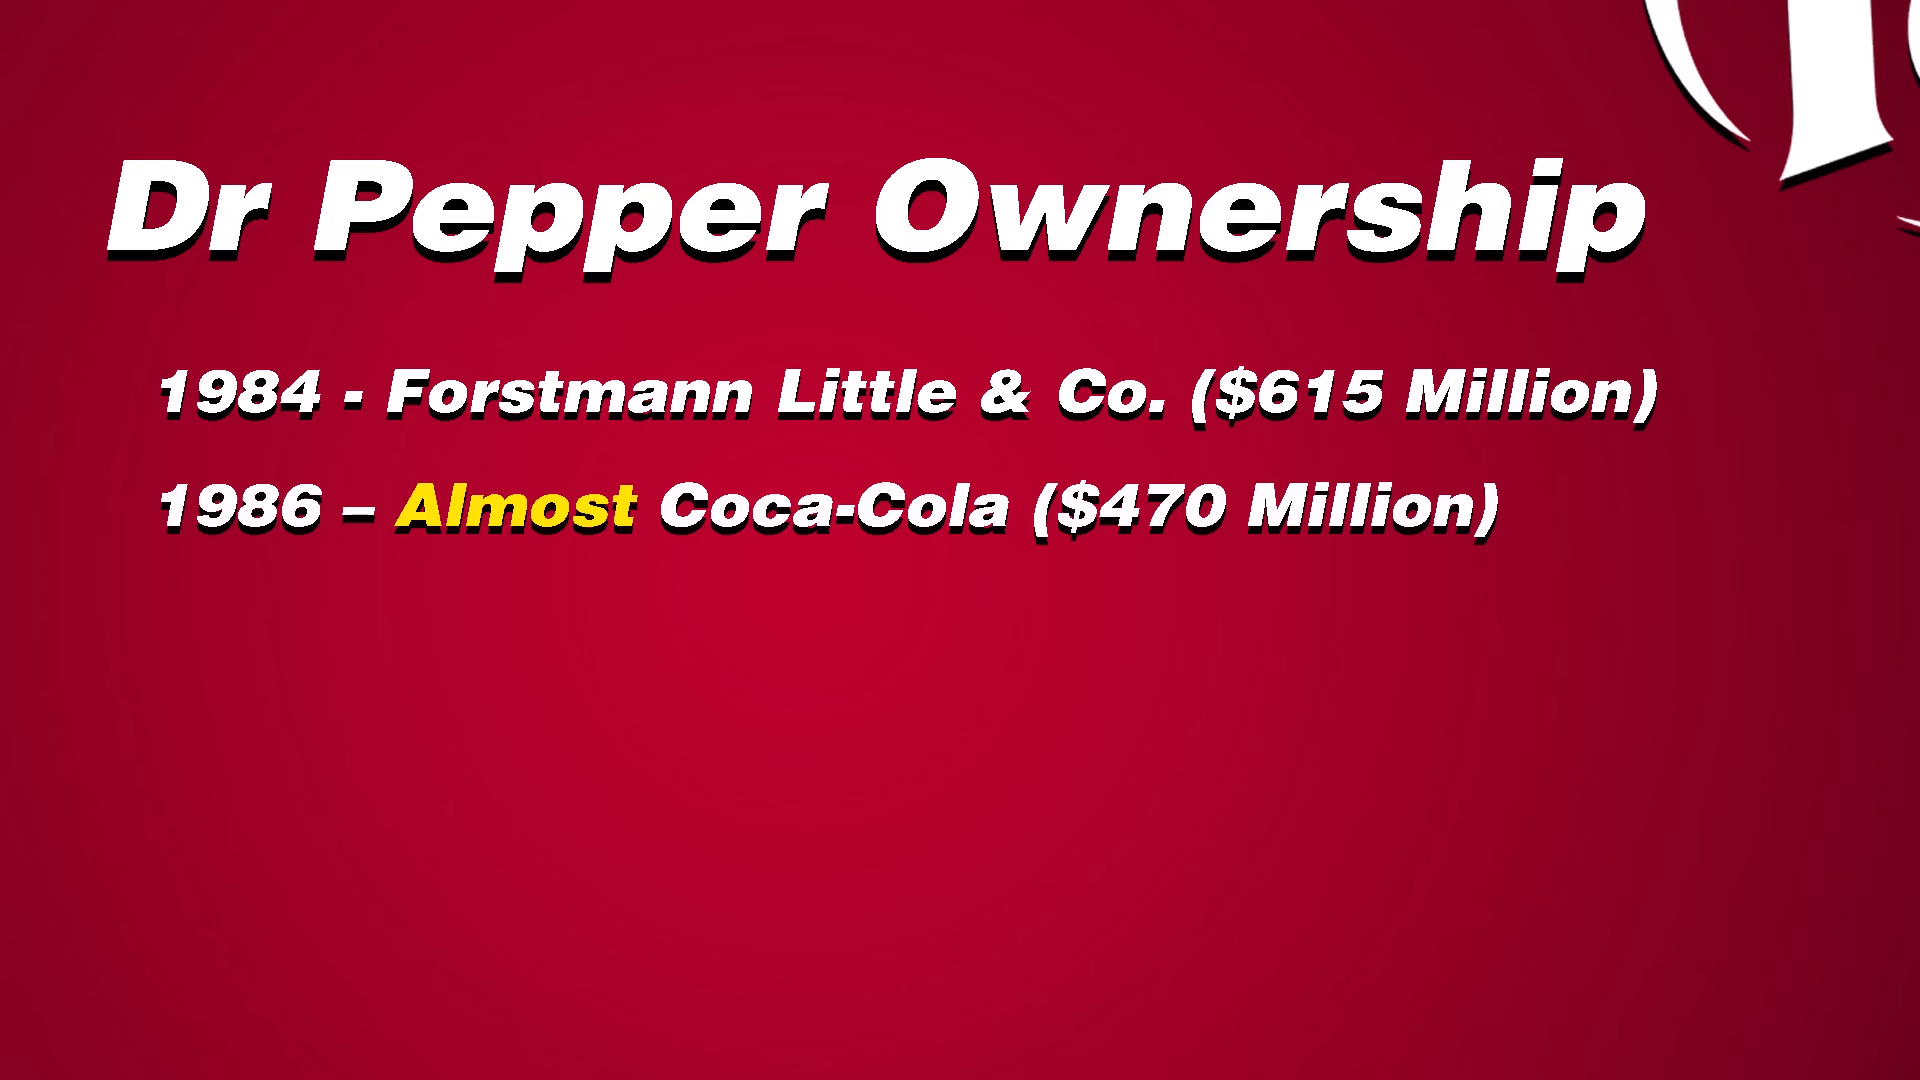 Dr Pepper Ownership
1984 - Forstmann Little & Co. ($615 Million)
1986 – Almost Coca-Cola ($470 Million)